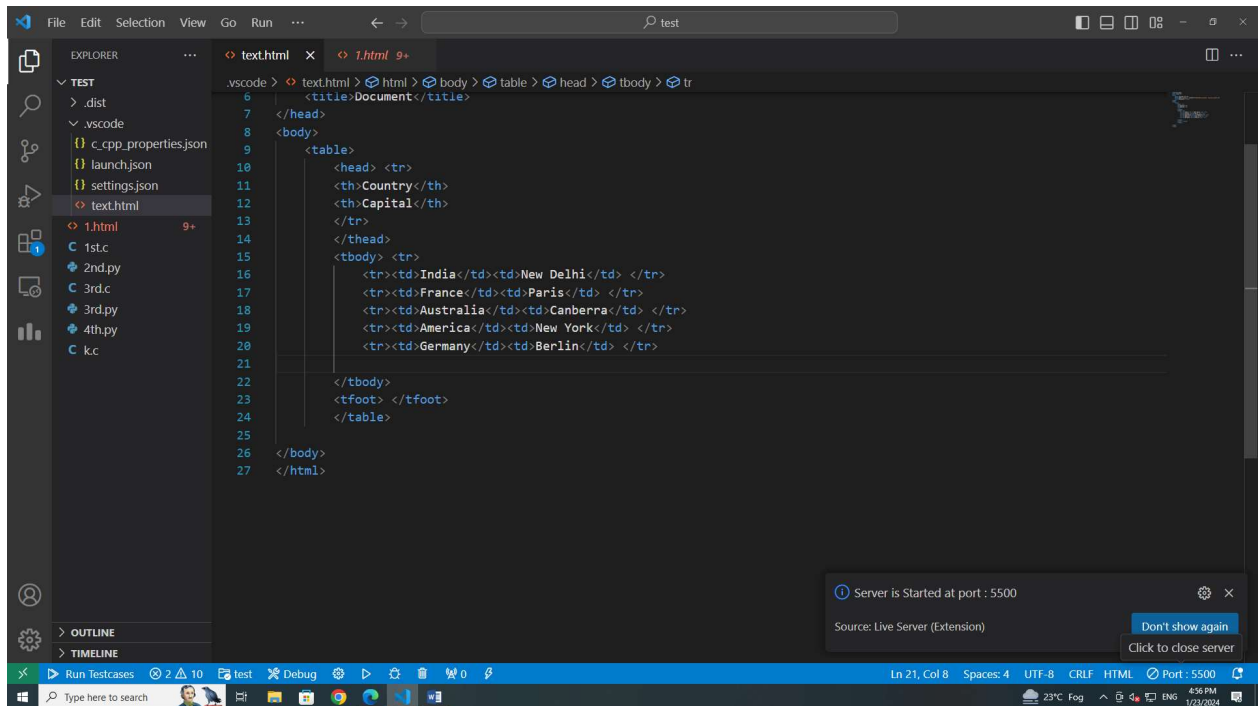 File Edit Selection View Go Run ··· ← → test
EXPLORER ···
TEST
.dist
.vscode
{} c_cpp_properties.json
{} launch.json
{} settings.json
<> text.html
<> 1.html 9+
C 1st.c
2nd.py
C 3rd.c
3rd.py
4th.py
C k.c
OUTLINE
TIMELINE
<> text.html × <> 1.html 9+
.vscode > <> text.html > html > body > table > head > tbody > tr
6 <title>Document</title>
7 </head>
8 <body>
9 <table>
10 <head> <tr>
11 <th>Country</th>
12 <th>Capital</th>
13 </tr>
14 </thead>
15 <tbody> <tr>
16 <tr><td>India</td><td>New Delhi</td> </tr>
17 <tr><td>France</td><td>Paris</td> </tr>
18 <tr><td>Australia</td><td>Canberra</td> </tr>
19 <tr><td>America</td><td>New York</td> </tr>
20 <tr><td>Germany</td><td>Berlin</td> </tr>
21
22 </tbody>
23 <tfoot> </tfoot>
24 </table>
25
26 </body>
27 </html>
1
Server is Started at port : 5500
Source: Live Server (Extension) Don't show again
Click to close server
Run Testcases 2 10 test Debug 0 Ln 21, Col 8 Spaces: 4 UTF-8 CRLF HTML Port : 5500
Type here to search 23°C Fog ENG 4:56 PM
1/23/2024